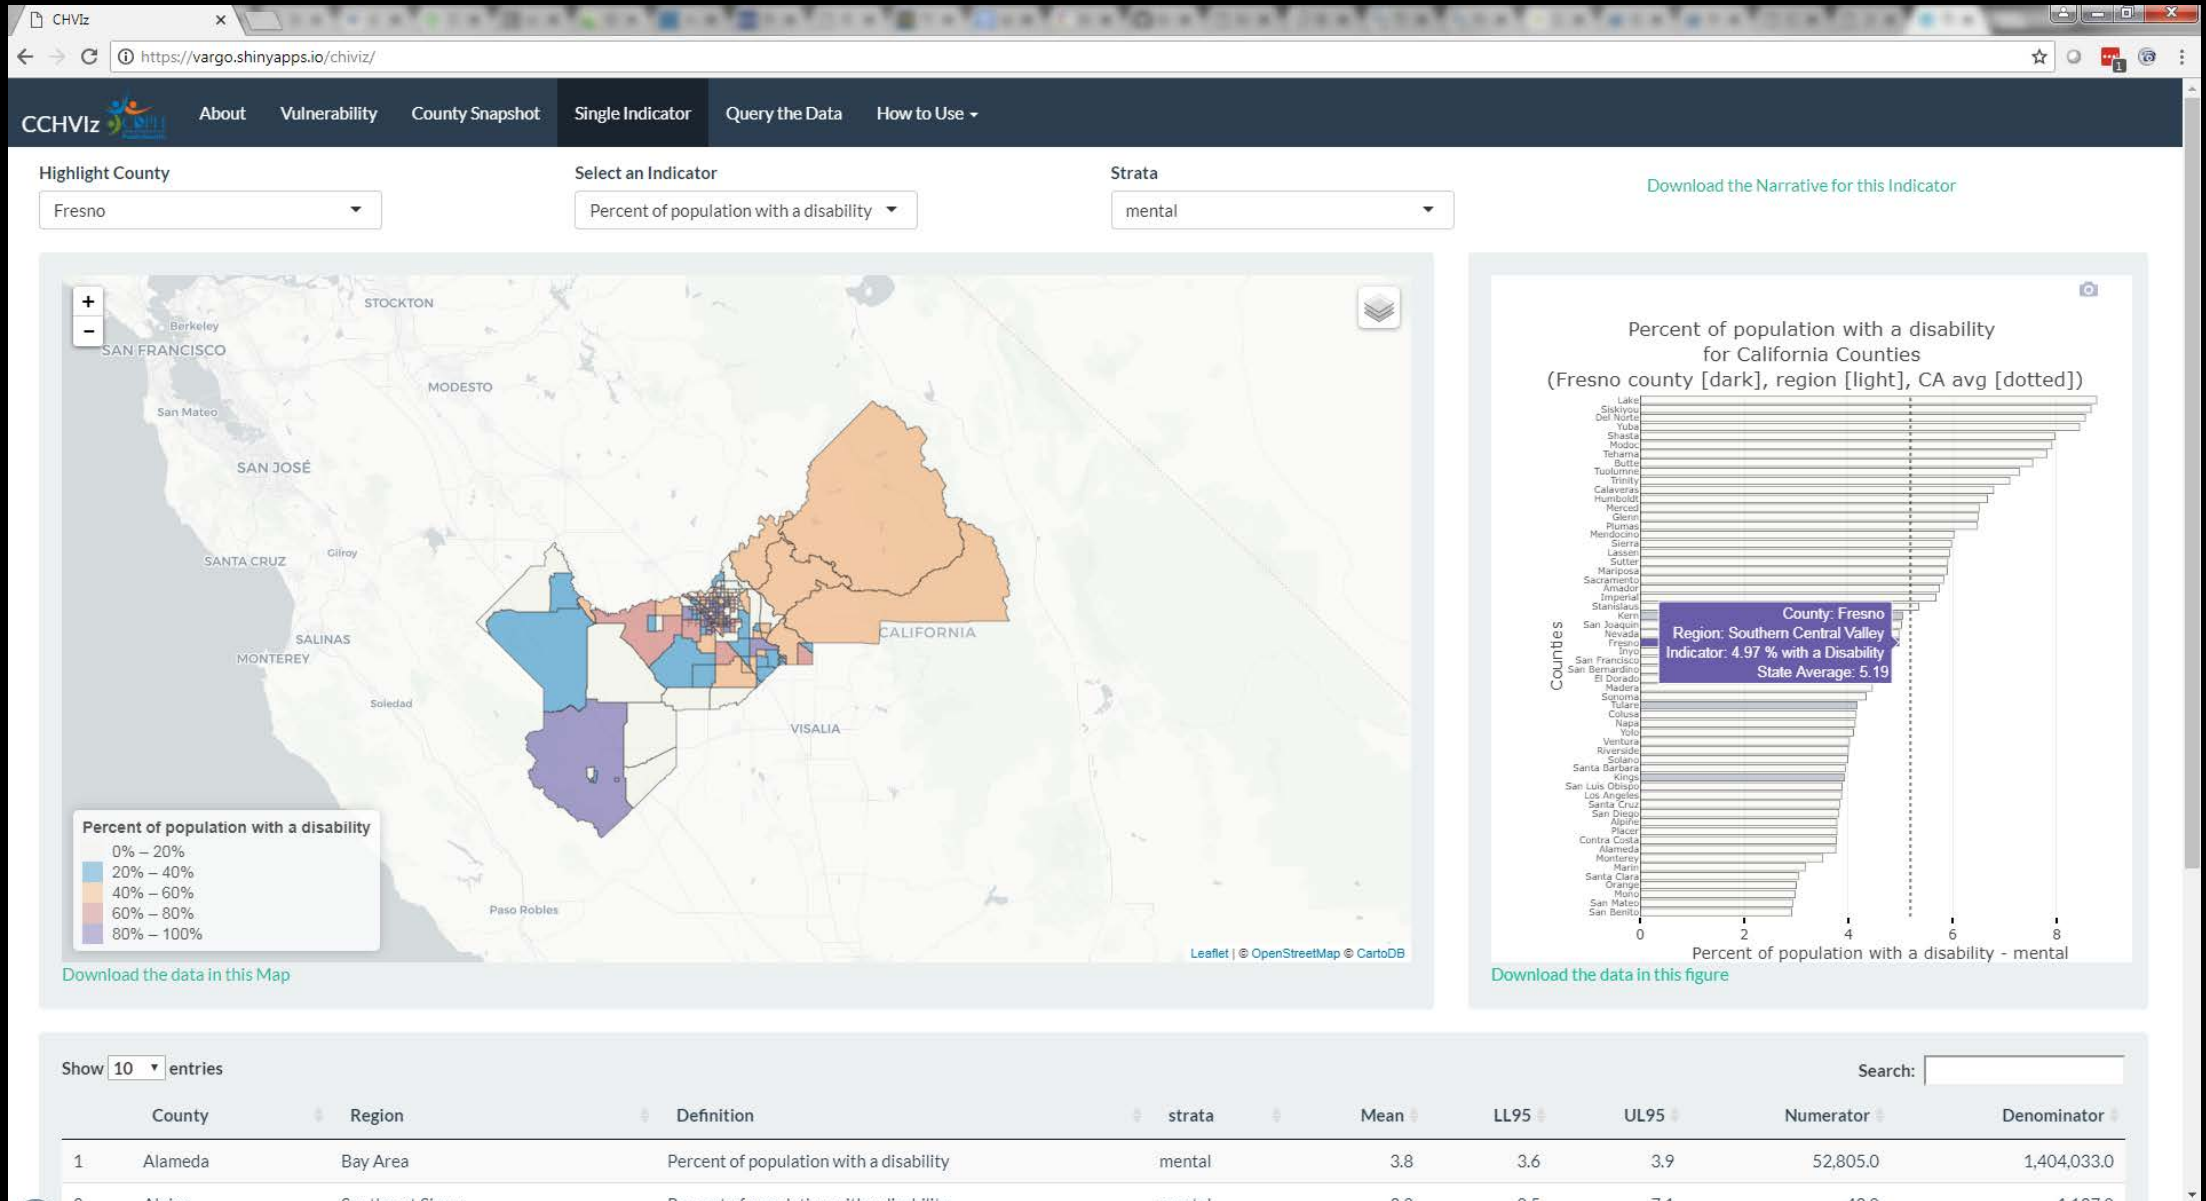 CHVIz
https://vargo.shinyapps.io/chiviz/
1
CCHVIz
About
Vulnerability
County Snapshot
Single Indicator
Query the Data
How to Use
Highlight County
Select an Indicator
Strata
Download the Narrative for this Indicator
Fresno
Percent of population with a disability
mental
+
−
STOCKTON
Berkeley
SAN FRANCISCO
MODESTO
San Mateo
SAN JOSÉ
SANTA CRUZ
Gilroy
SALINAS
MONTEREY
CALIFORNIA
Soledad
VISALIA
Paso Robles
Percent of population with a disability
0% – 20%
20% – 40%
40% – 60%
60% – 80%
80% – 100%
Leaflet | © OpenStreetMap © CartoDB
Download the data in this Map
Percent of population with a disability
for California Counties
(Fresno county [dark], region [light], CA avg [dotted])
Counties
Lake
Siskiyou
Del Norte
Yuba
Shasta
Modoc
Tehama
Butte
Tuolumne
Trinity
Calaveras
Humboldt
Merced
Glenn
Plumas
Mendocino
Sierra
Lassen
Sutter
Mariposa
Sacramento
Amador
Imperial
Stanislaus
Kern
San Joaquin
Nevada
Fresno
Inyo
San Francisco
San Bernardino
El Dorado
Madera
Sonoma
Tulare
Colusa
Napa
Yolo
Ventura
Riverside
Solano
Santa Barbara
Kings
San Luis Obispo
Los Angeles
Santa Cruz
San Diego
Alpine
Placer
Contra Costa
Alameda
Monterey
Marin
Santa Clara
Orange
Mono
San Mateo
San Benito
County: Fresno
Region: Southern Central Valley
Indicator: 4.97 % with a Disability
State Average: 5.19
0 2 4 6 8
Percent of population with a disability - mental
Download the data in this figure
Show 10 entries
Search:
County Region Definition strata Mean LL95 UL95 Numerator Denominator
1 Alameda Bay Area Percent of population with a disability mental 3.8 3.6 3.9 52,805.0 1,404,033.0